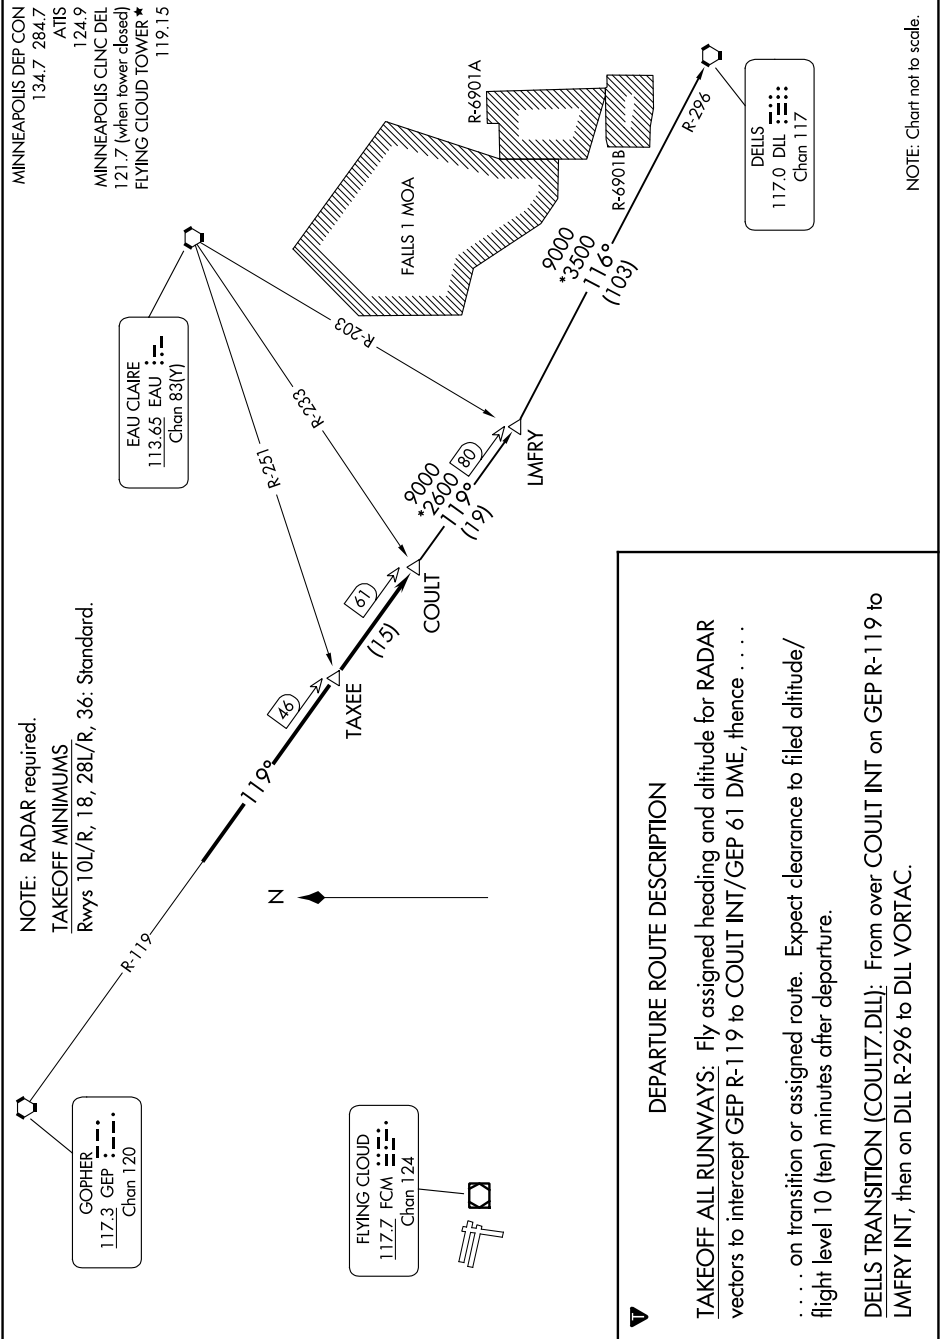 MINNEAPOLIS DEP CON
134.7 284.7
ATIS
124.9
MINNEAPOLIS CLNC DEL
121.7 (when tower closed)
FLYING CLOUD TOWER★
119.15
NOTE: RADAR required.
TAKEOFF MINIMUMS
Rwys 10L/R, 18, 28L/R, 36: Standard.
GOPHER
117.3 GEP
Chan 120
R-119
119°
46
TAXEE
(15)
61
COULT
EAU CLAIRE
113.65 EAU
Chan 83(Y)
R-251
R-233
R-203
9000
*2600
119°
(19)
80
LMFRY
FALLS 1 MOA
R-6901A
R-6901B
9000
*3500
116°
(103)
R-296
DELLS
117.0 DLL
Chan 117
N
FLYING CLOUD
117.7 FCM
Chan 124
NOTE: Chart not to scale.
T
DEPARTURE ROUTE DESCRIPTION
TAKEOFF ALL RUNWAYS: Fly assigned heading and altitude for RADAR
vectors to intercept GEP R-119 to COULT INT/GEP 61 DME, thence . . . .
. . . . on transition or assigned route. Expect clearance to filed altitude/
flight level 10 (ten) minutes after departure.
DELLS TRANSITION (COULT7.DLL): From over COULT INT on GEP R-119 to
LMFRY INT, then on DLL R-296 to DLL VORTAC.